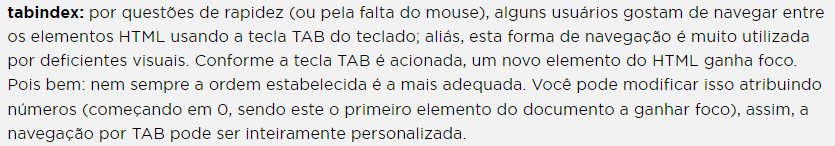 tabindex: por questões de rapidez (ou pela falta do mouse), alguns usuários gostam de navegar entre
os elementos HTML usando a tecla TAB do teclado; aliás, esta forma de navegação é muito utilizada
por deficientes visuais. Conforme a tecla TAB é acionada, um novo elemento do HTML ganha foco.
Pois bem: nem sempre a ordem estabelecida é a mais adequada. Você pode modificar isso atribuindo
números (começando em 0, sendo este o primeiro elemento do documento a ganhar foco), assim, a
navegação por TAB pode ser inteiramente personalizada.